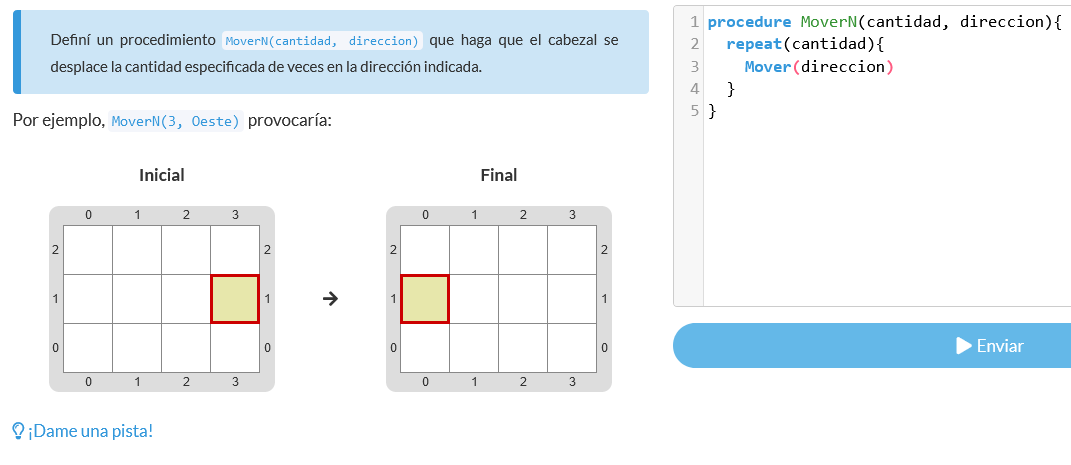 Definí un procedimiento MoverN(cantidad, direccion) que haga que el cabezal se
desplace la cantidad especificada de veces en la dirección indicada.
Por ejemplo, MoverN(3, Oeste) provocaría:
Inicial
Final
0 1 2 3
2 2
1 1
0 0
0 1 2 3
0 1 2 3
2 2
1 1
0 0
0 1 2 3
¡Dame una pista!
1 procedure MoverN(cantidad, direccion){
2 repeat(cantidad){
3 Mover(direccion)
4 }
5 }
Enviar